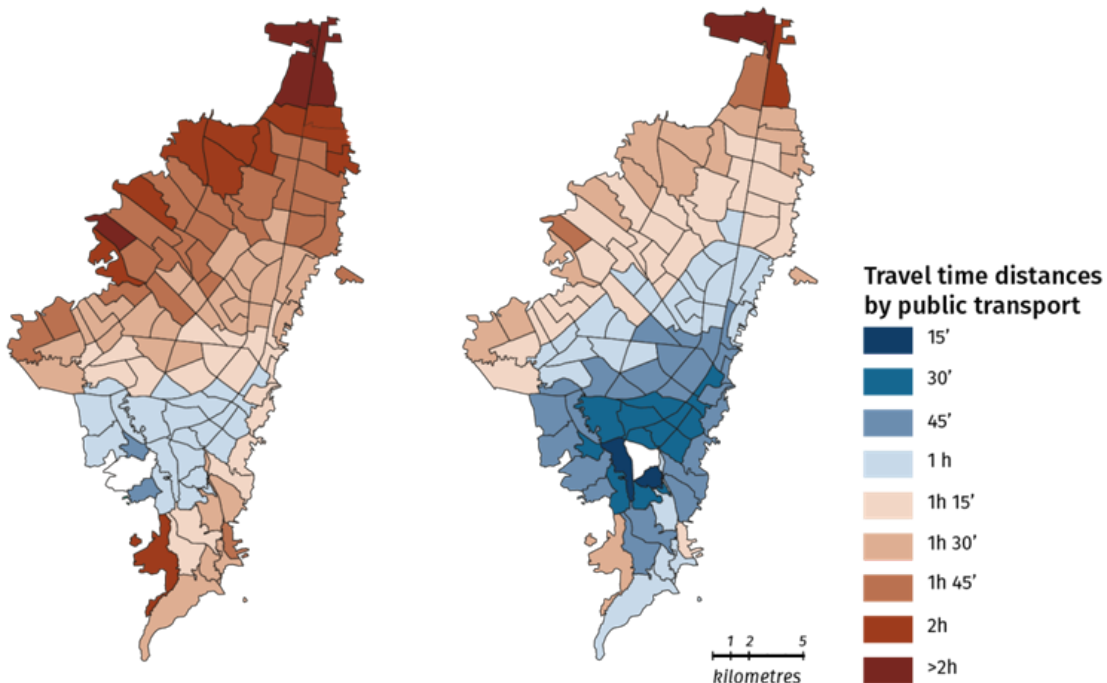 Travel time distances
by public transport
15’
30’
45’
1 h
1h 15’
1h 30’
1h 45’
2h
>2h
1 2 5
kilometres